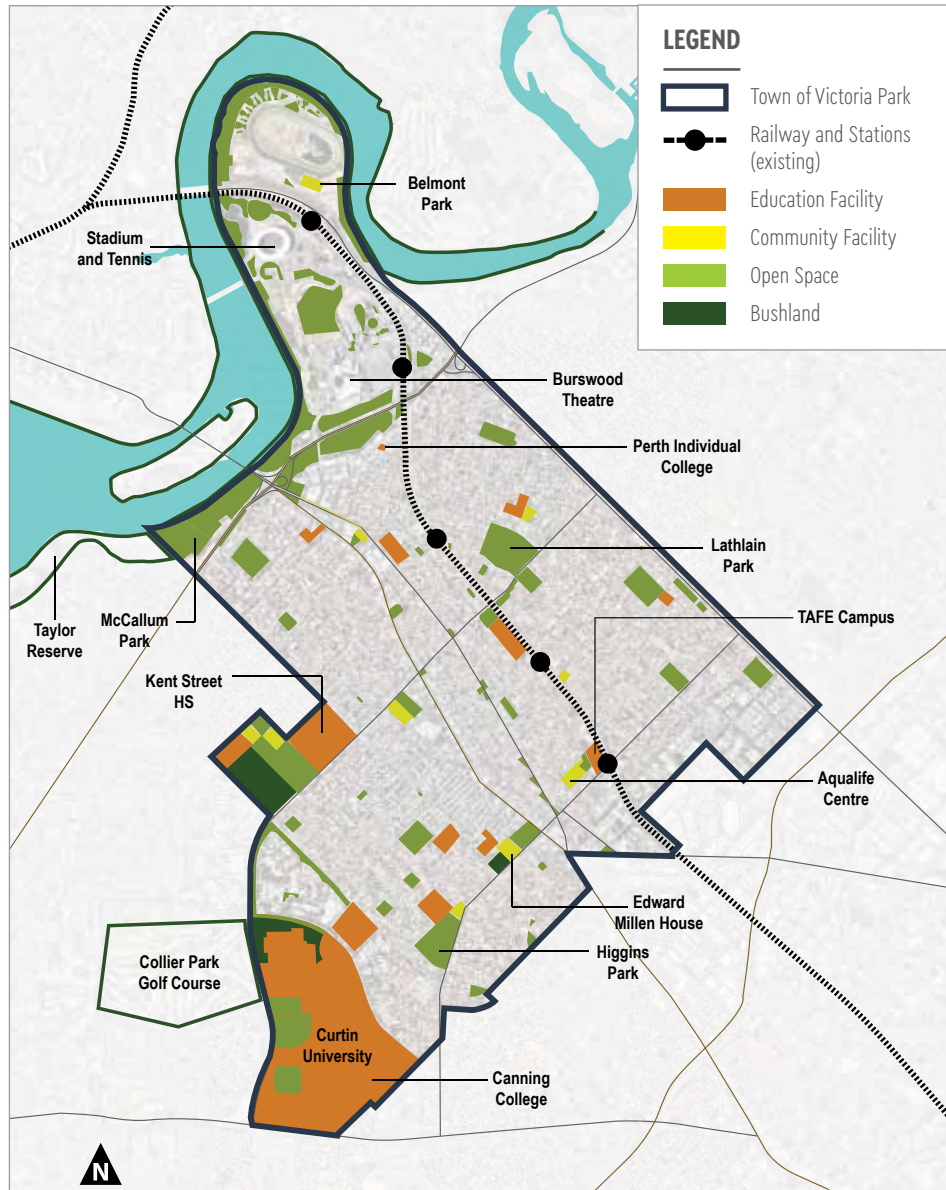 LEGEND
Town of Victoria Park
Railway and Stations
(existing)
Education Facility
Community Facility
Open Space
Bushland
Belmont
Park
Stadium
and Tennis
Burswood
Theatre
Perth Individual
College
Lathlain
Park
TAFE Campus
Taylor
Reserve
McCallum
Park
Kent Street
HS
Aqualife
Centre
Edward
Millen House
Higgins
Park
Collier Park
Golf Course
Curtin
University
Canning
College
N